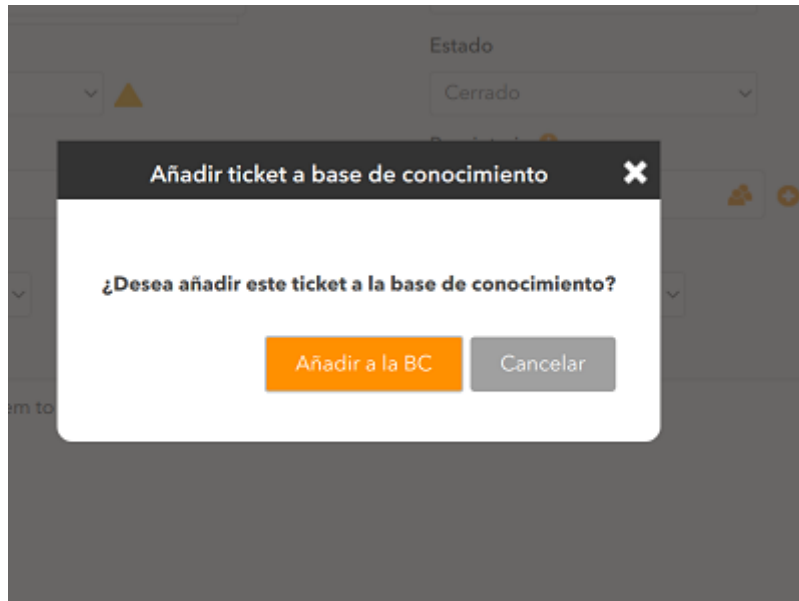 Estado
Cerrado
Añadir ticket a base de conocimiento
¿Desea añadir este ticket a la base de conocimiento?
Añadir a la BC
Cancelar
to